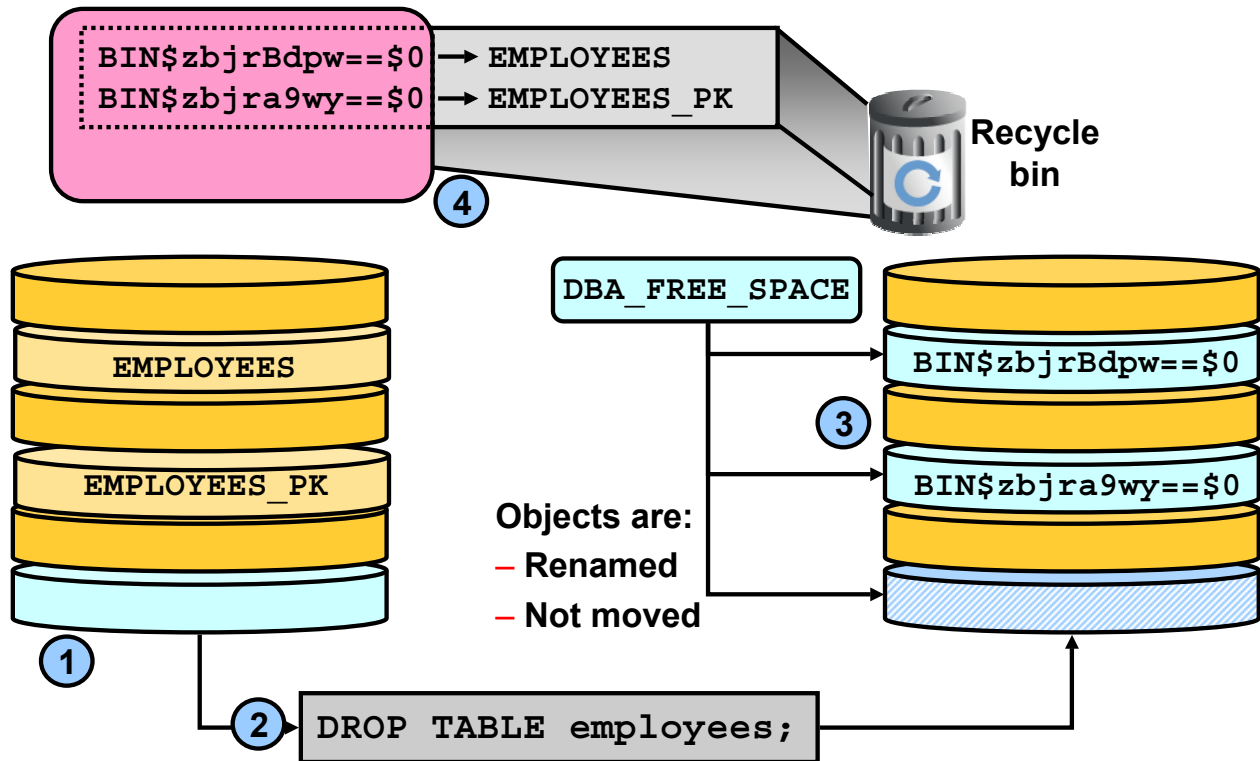 BIN$zbjrBdpw==$0 EMPLOYEES
BIN$zbjra9wy==$0 EMPLOYEES_PK
Recycle
bin
4
EMPLOYEES
EMPLOYEES_PK
DBA_FREE_SPACE
BIN$zbjrBdpw==$0
3
BIN$zbjra9wy==$0
Objects are:
– Renamed
– Not moved
1
2
DROP TABLE employees;